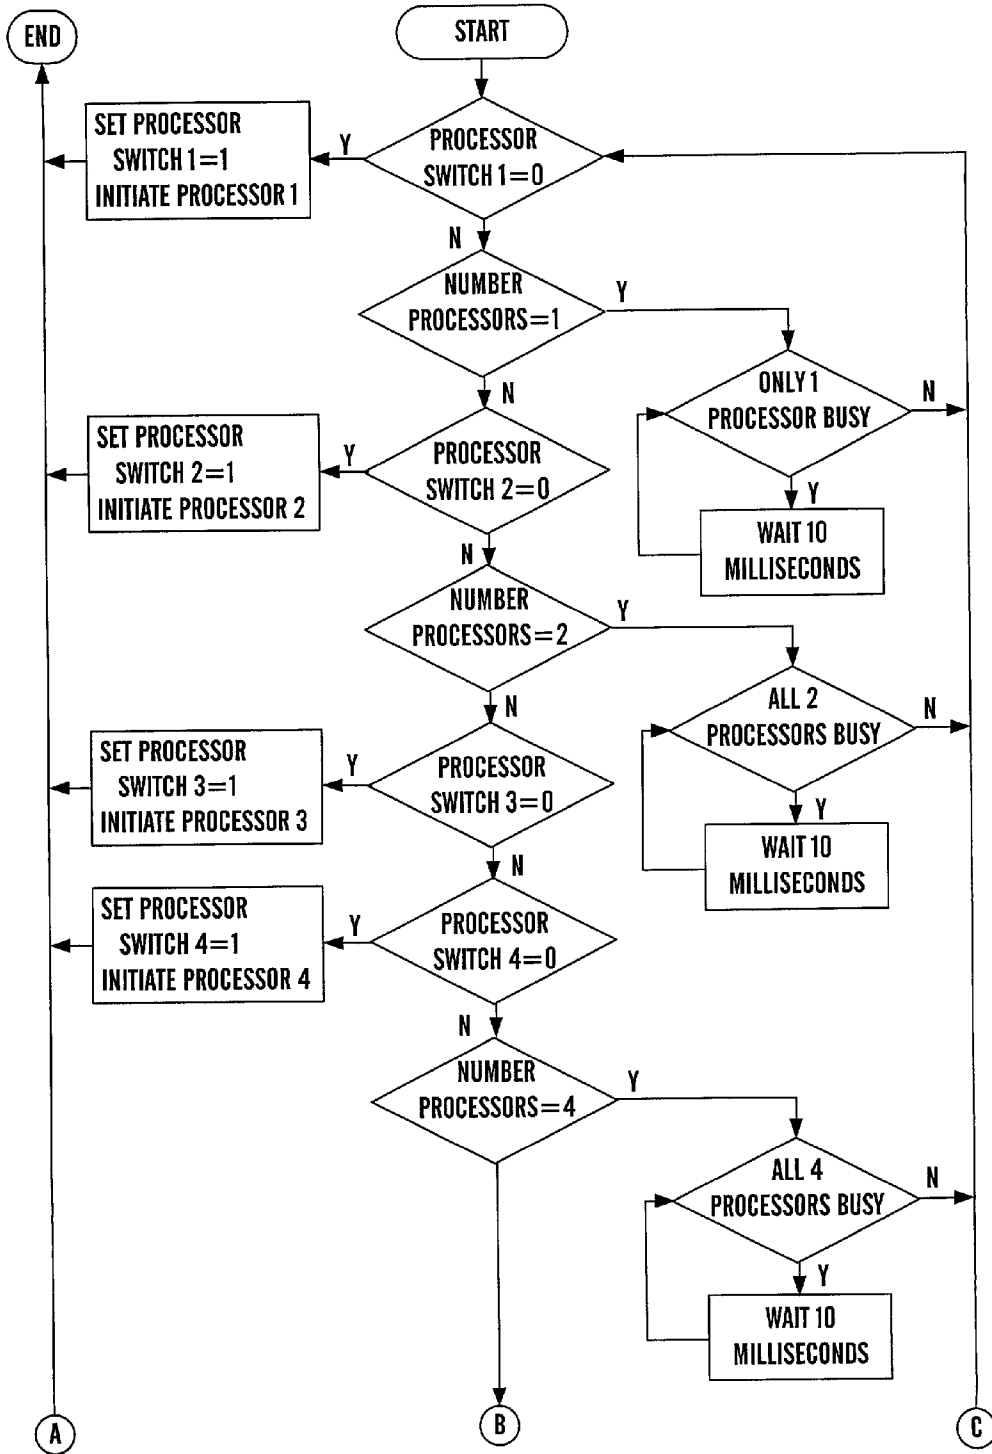 END
START
SET PROCESSOR
SWITCH 1=1
INITIATE PROCESSOR 1
Y
PROCESSOR
SWITCH 1=0
N
NUMBER
PROCESSORS=1
Y
ONLY 1
PROCESSOR BUSY
N
Y
WAIT 10
MILLISECONDS
N
SET PROCESSOR
SWITCH 2=1
INITIATE PROCESSOR 2
Y
PROCESSOR
SWITCH 2=0
N
NUMBER
PROCESSORS=2
Y
ALL 2
PROCESSORS BUSY
N
Y
WAIT 10
MILLISECONDS
N
SET PROCESSOR
SWITCH 3=1
INITIATE PROCESSOR 3
Y
PROCESSOR
SWITCH 3=0
N
SET PROCESSOR
SWITCH 4=1
INITIATE PROCESSOR 4
Y
PROCESSOR
SWITCH 4=0
N
NUMBER
PROCESSORS=4
Y
ALL 4
PROCESSORS BUSY
N
Y
WAIT 10
MILLISECONDS
A
B
C